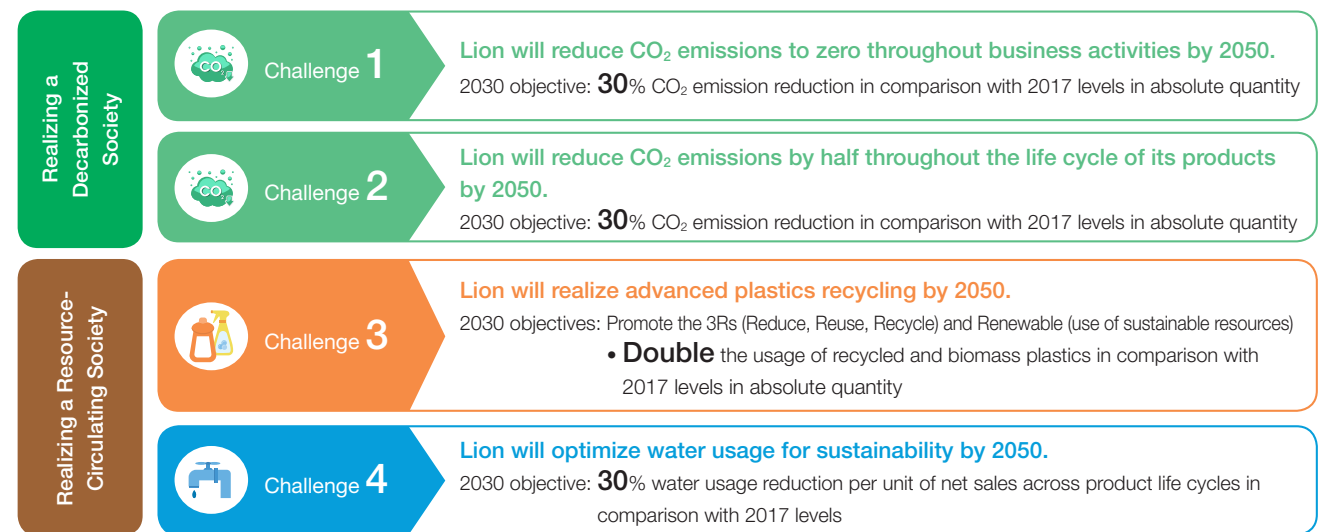 Realizing a
Decarbonized
Society
CO₂
Challenge 1
Lion will reduce CO₂ emissions to zero throughout business activities by 2050.
2030 objective: 30% CO₂ emission reduction in comparison with 2017 levels in absolute quantity
CO₂
Challenge 2
Lion will reduce CO₂ emissions by half throughout the life cycle of its products
by 2050.
2030 objective: 30% CO₂ emission reduction in comparison with 2017 levels in absolute quantity
Realizing a Resource-
Circulating Society
Challenge 3
Lion will realize advanced plastics recycling by 2050.
2030 objectives: Promote the 3Rs (Reduce, Reuse, Recycle) and Renewable (use of sustainable resources)
• Double the usage of recycled and biomass plastics in comparison with
2017 levels in absolute quantity
Challenge 4
Lion will optimize water usage for sustainability by 2050.
2030 objective: 30% water usage reduction per unit of net sales across product life cycles in
comparison with 2017 levels